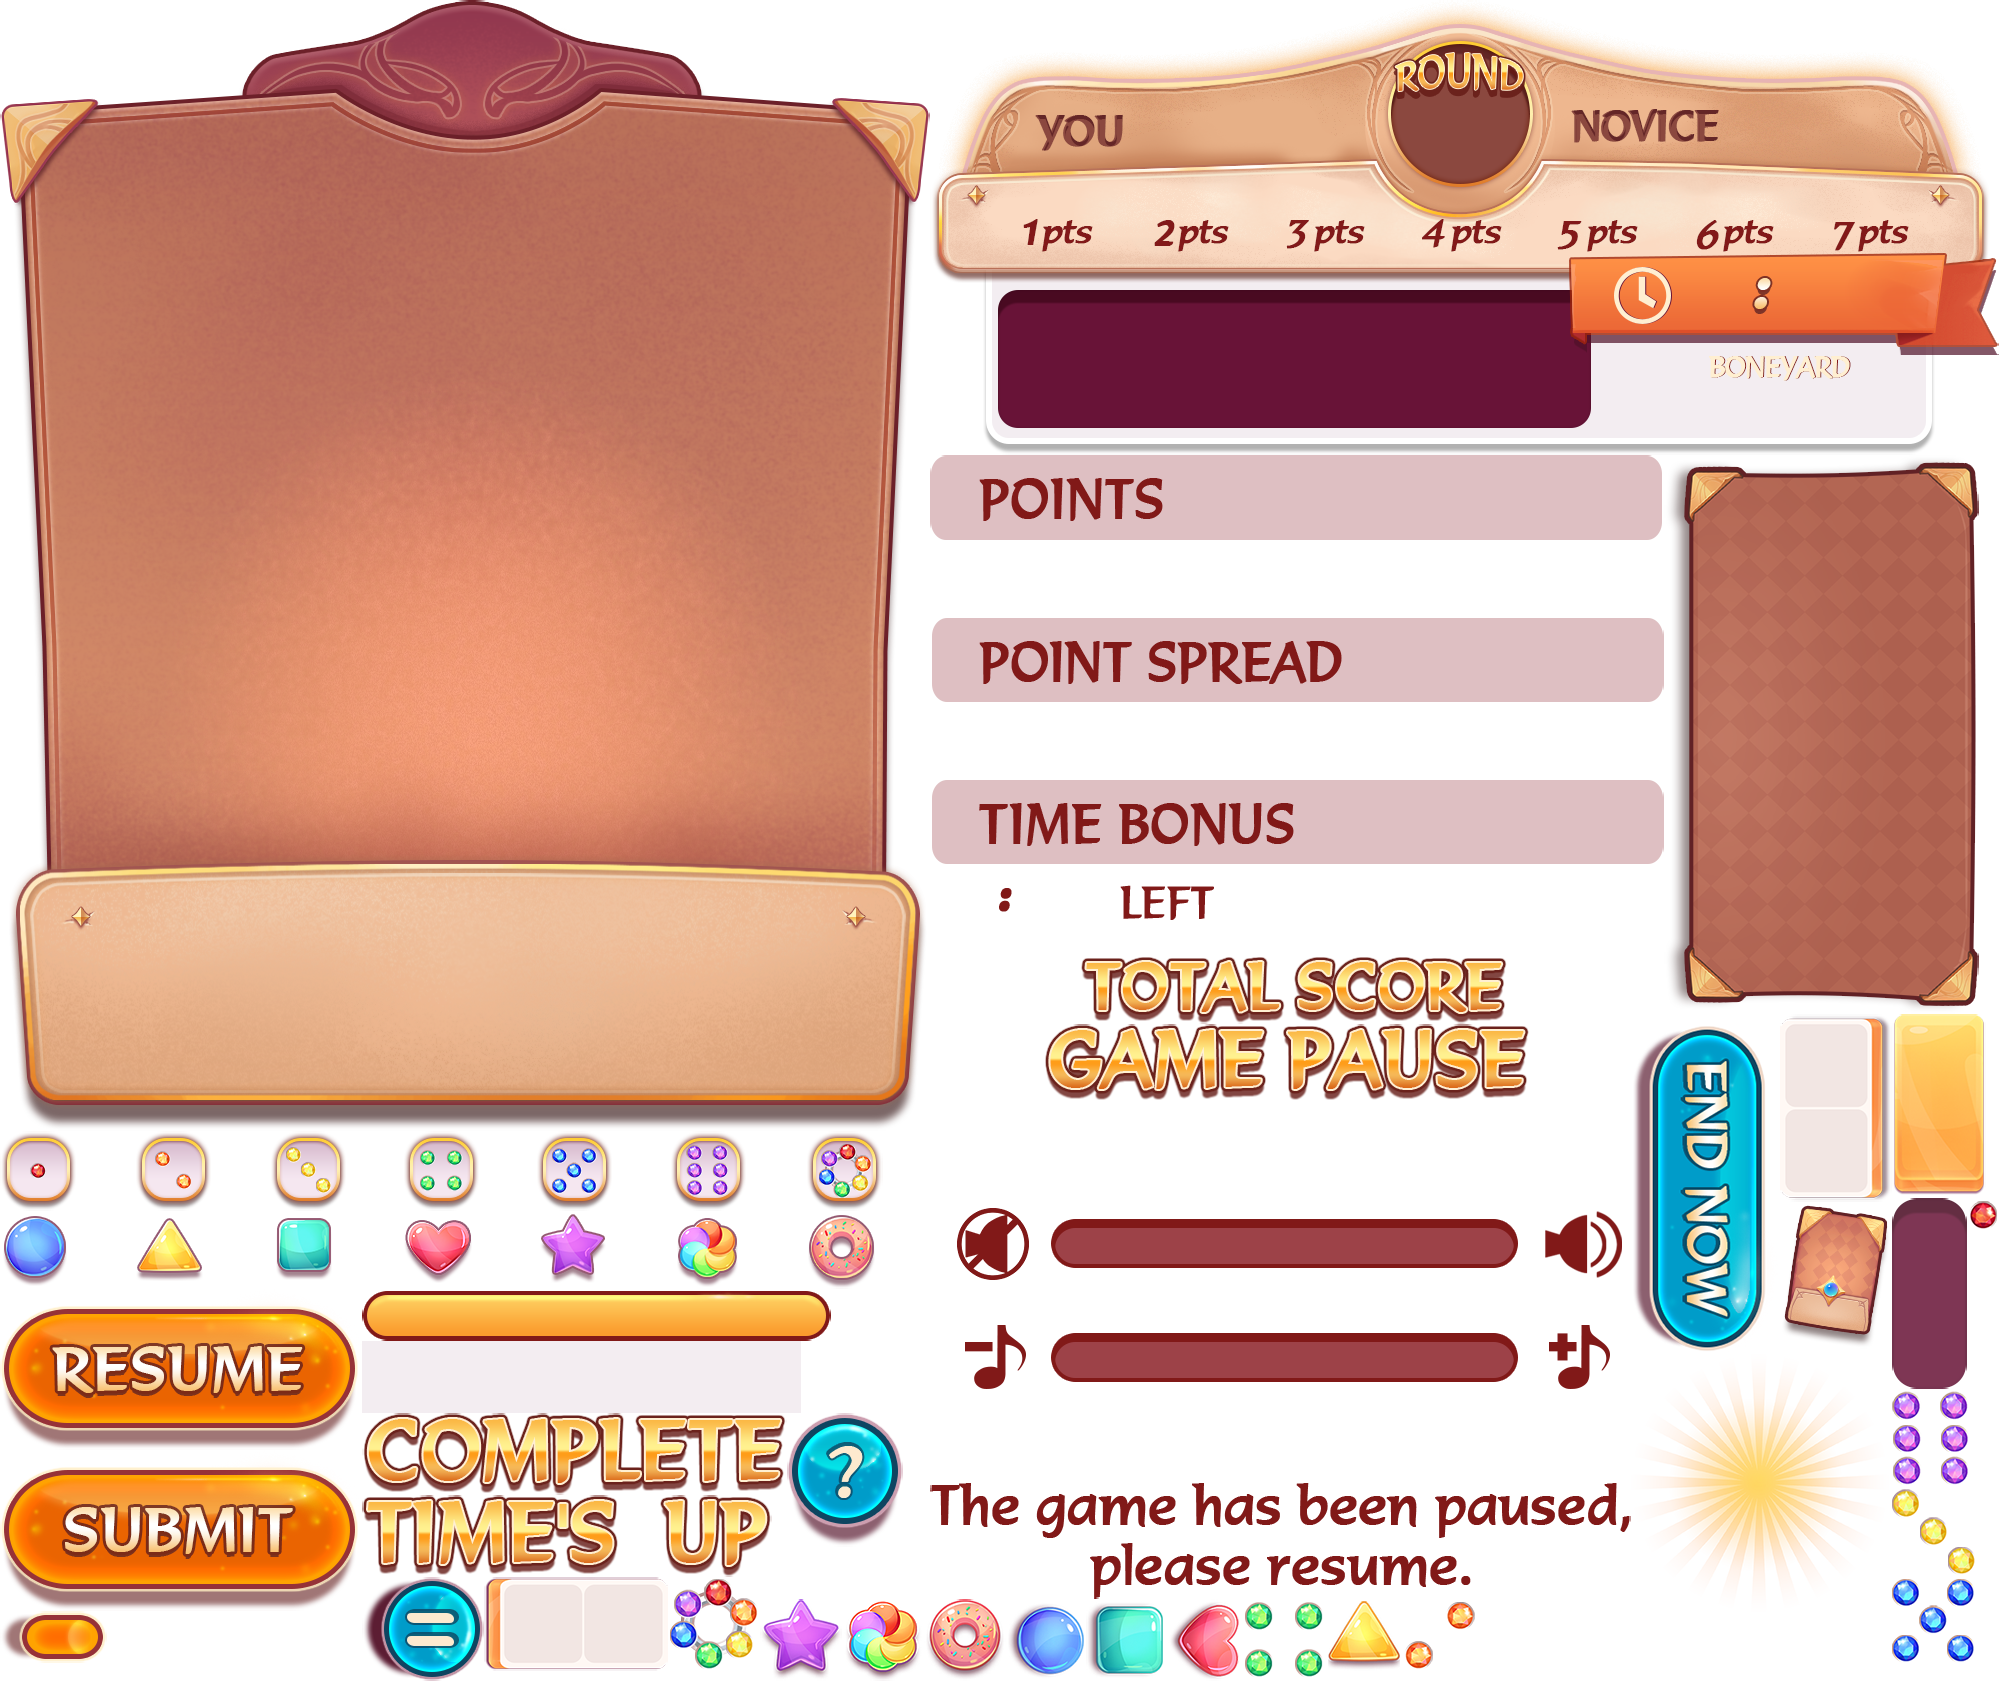 ROUND
YOU
NOVICE
1pts 2pts 3pts 4pts 5pts 6pts 7pts
:
BONEYARD
POINTS
POINT SPREAD
TIME BONUS
: LEFT
TOTAL SCORE
GAME PAUSE
END NOW
RESUME
COMPLETE
?
SUBMIT
TIME'S UP
The game has been paused,
please resume.